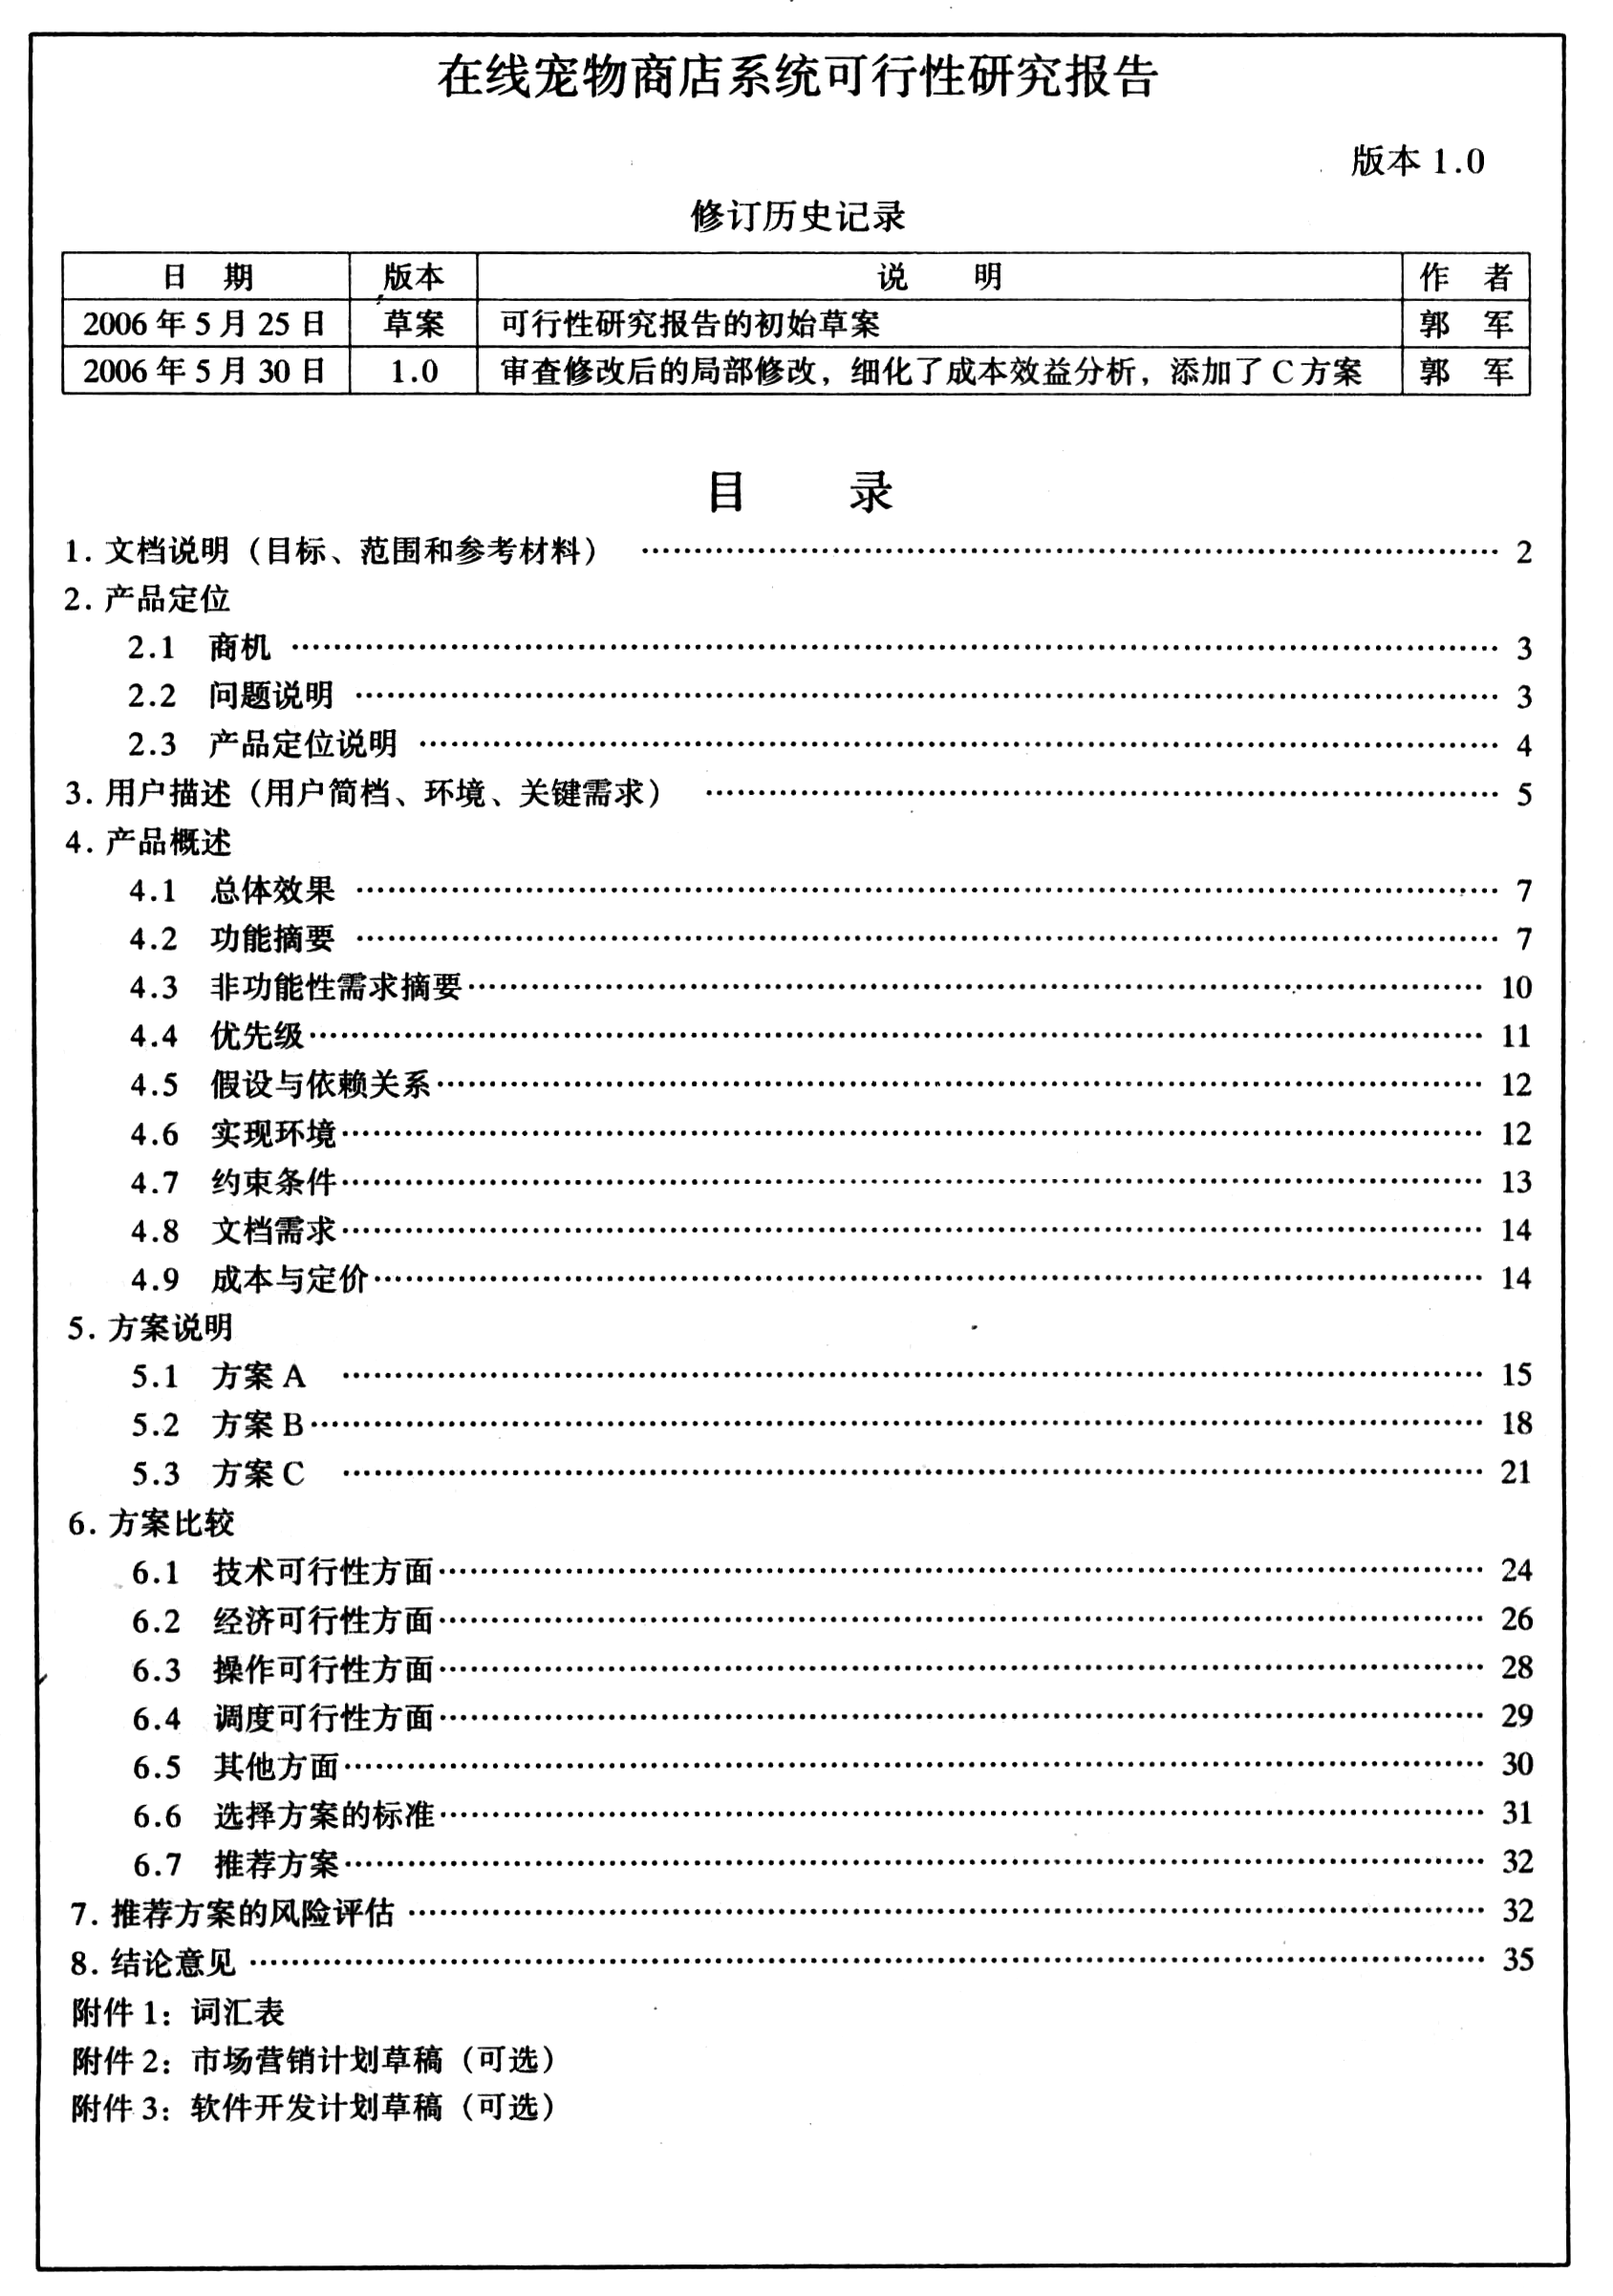 在线宠物商店系统可行性研究报告
版本 1.0
修订历史记录
日 期 版本 说 明 作 者
2006 年 5 月 25 日 草案 可行性研究报告的初始草案 郭 军
2006 年 5 月 30 日 1.0 审查修改后的局部修改，细化了成本效益分析，添加了 C 方案 郭 军
目 录
1. 文档说明（目标、范围和参考材料） …… 2
2. 产品定位
2.1 商机 …… 3
2.2 问题说明 …… 3
2.3 产品定位说明 …… 4
3. 用户描述（用户简档、环境、关键需求） …… 5
4. 产品概述
4.1 总体效果 …… 7
4.2 功能摘要 …… 7
4.3 非功能性需求摘要 …… 10
4.4 优先级 …… 11
4.5 假设与依赖关系 …… 12
4.6 实现环境 …… 12
4.7 约束条件 …… 13
4.8 文档需求 …… 14
4.9 成本与定价 …… 14
5. 方案说明
5.1 方案 A …… 15
5.2 方案 B …… 18
5.3 方案 C …… 21
6. 方案比较
6.1 技术可行性方面 …… 24
6.2 经济可行性方面 …… 26
6.3 操作可行性方面 …… 28
6.4 调度可行性方面 …… 29
6.5 其他方面 …… 30
6.6 选择方案的标准 …… 31
6.7 推荐方案 …… 32
7. 推荐方案的风险评估 …… 32
8. 结论意见 …… 35
附件 1：词汇表
附件 2：市场营销计划草稿（可选）
附件 3：软件开发计划草稿（可选）